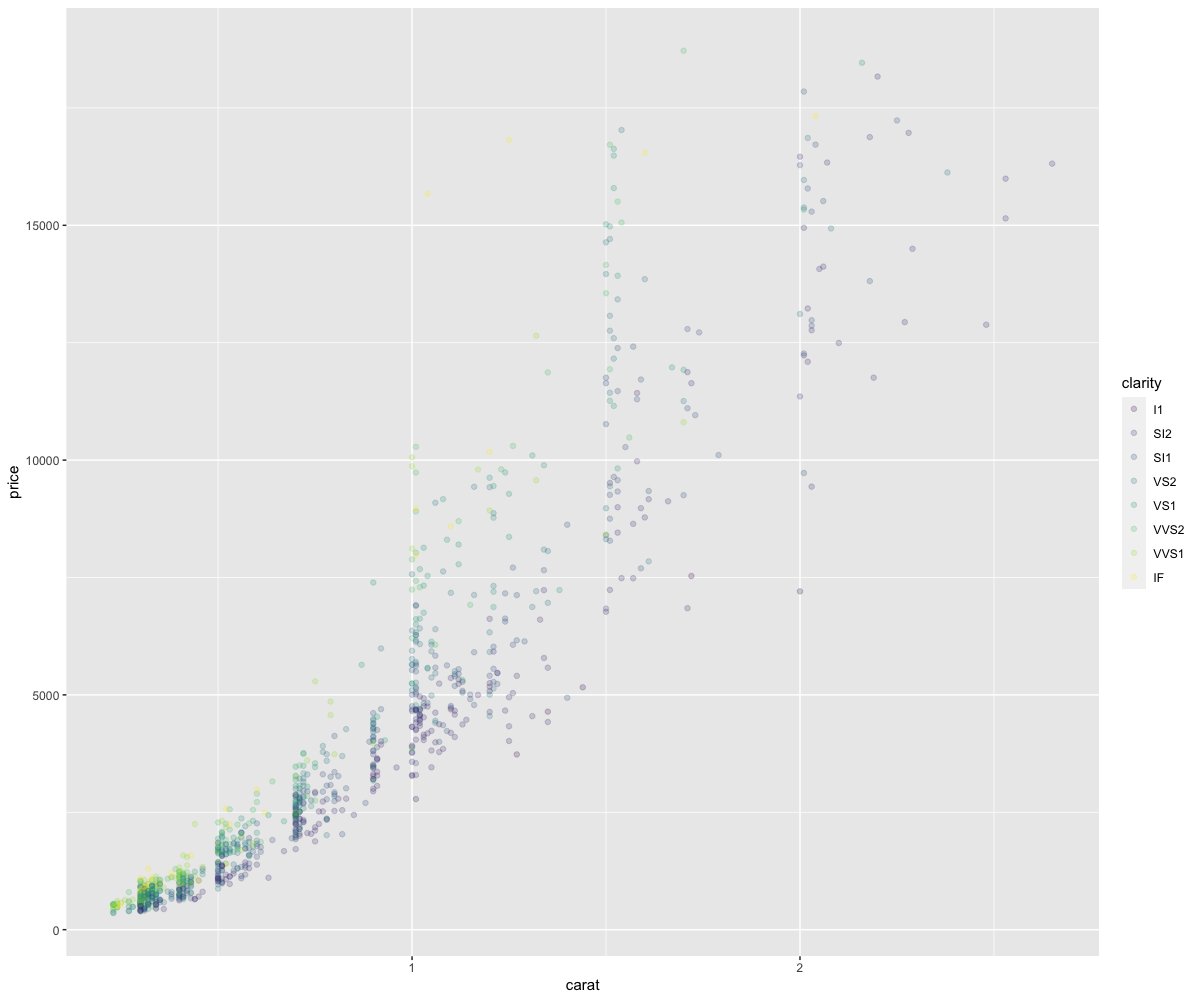 15000
10000
5000
0
1
2
carat
price
clarity
I1
SI2
SI1
VS2
VS1
VVS2
VVS1
IF